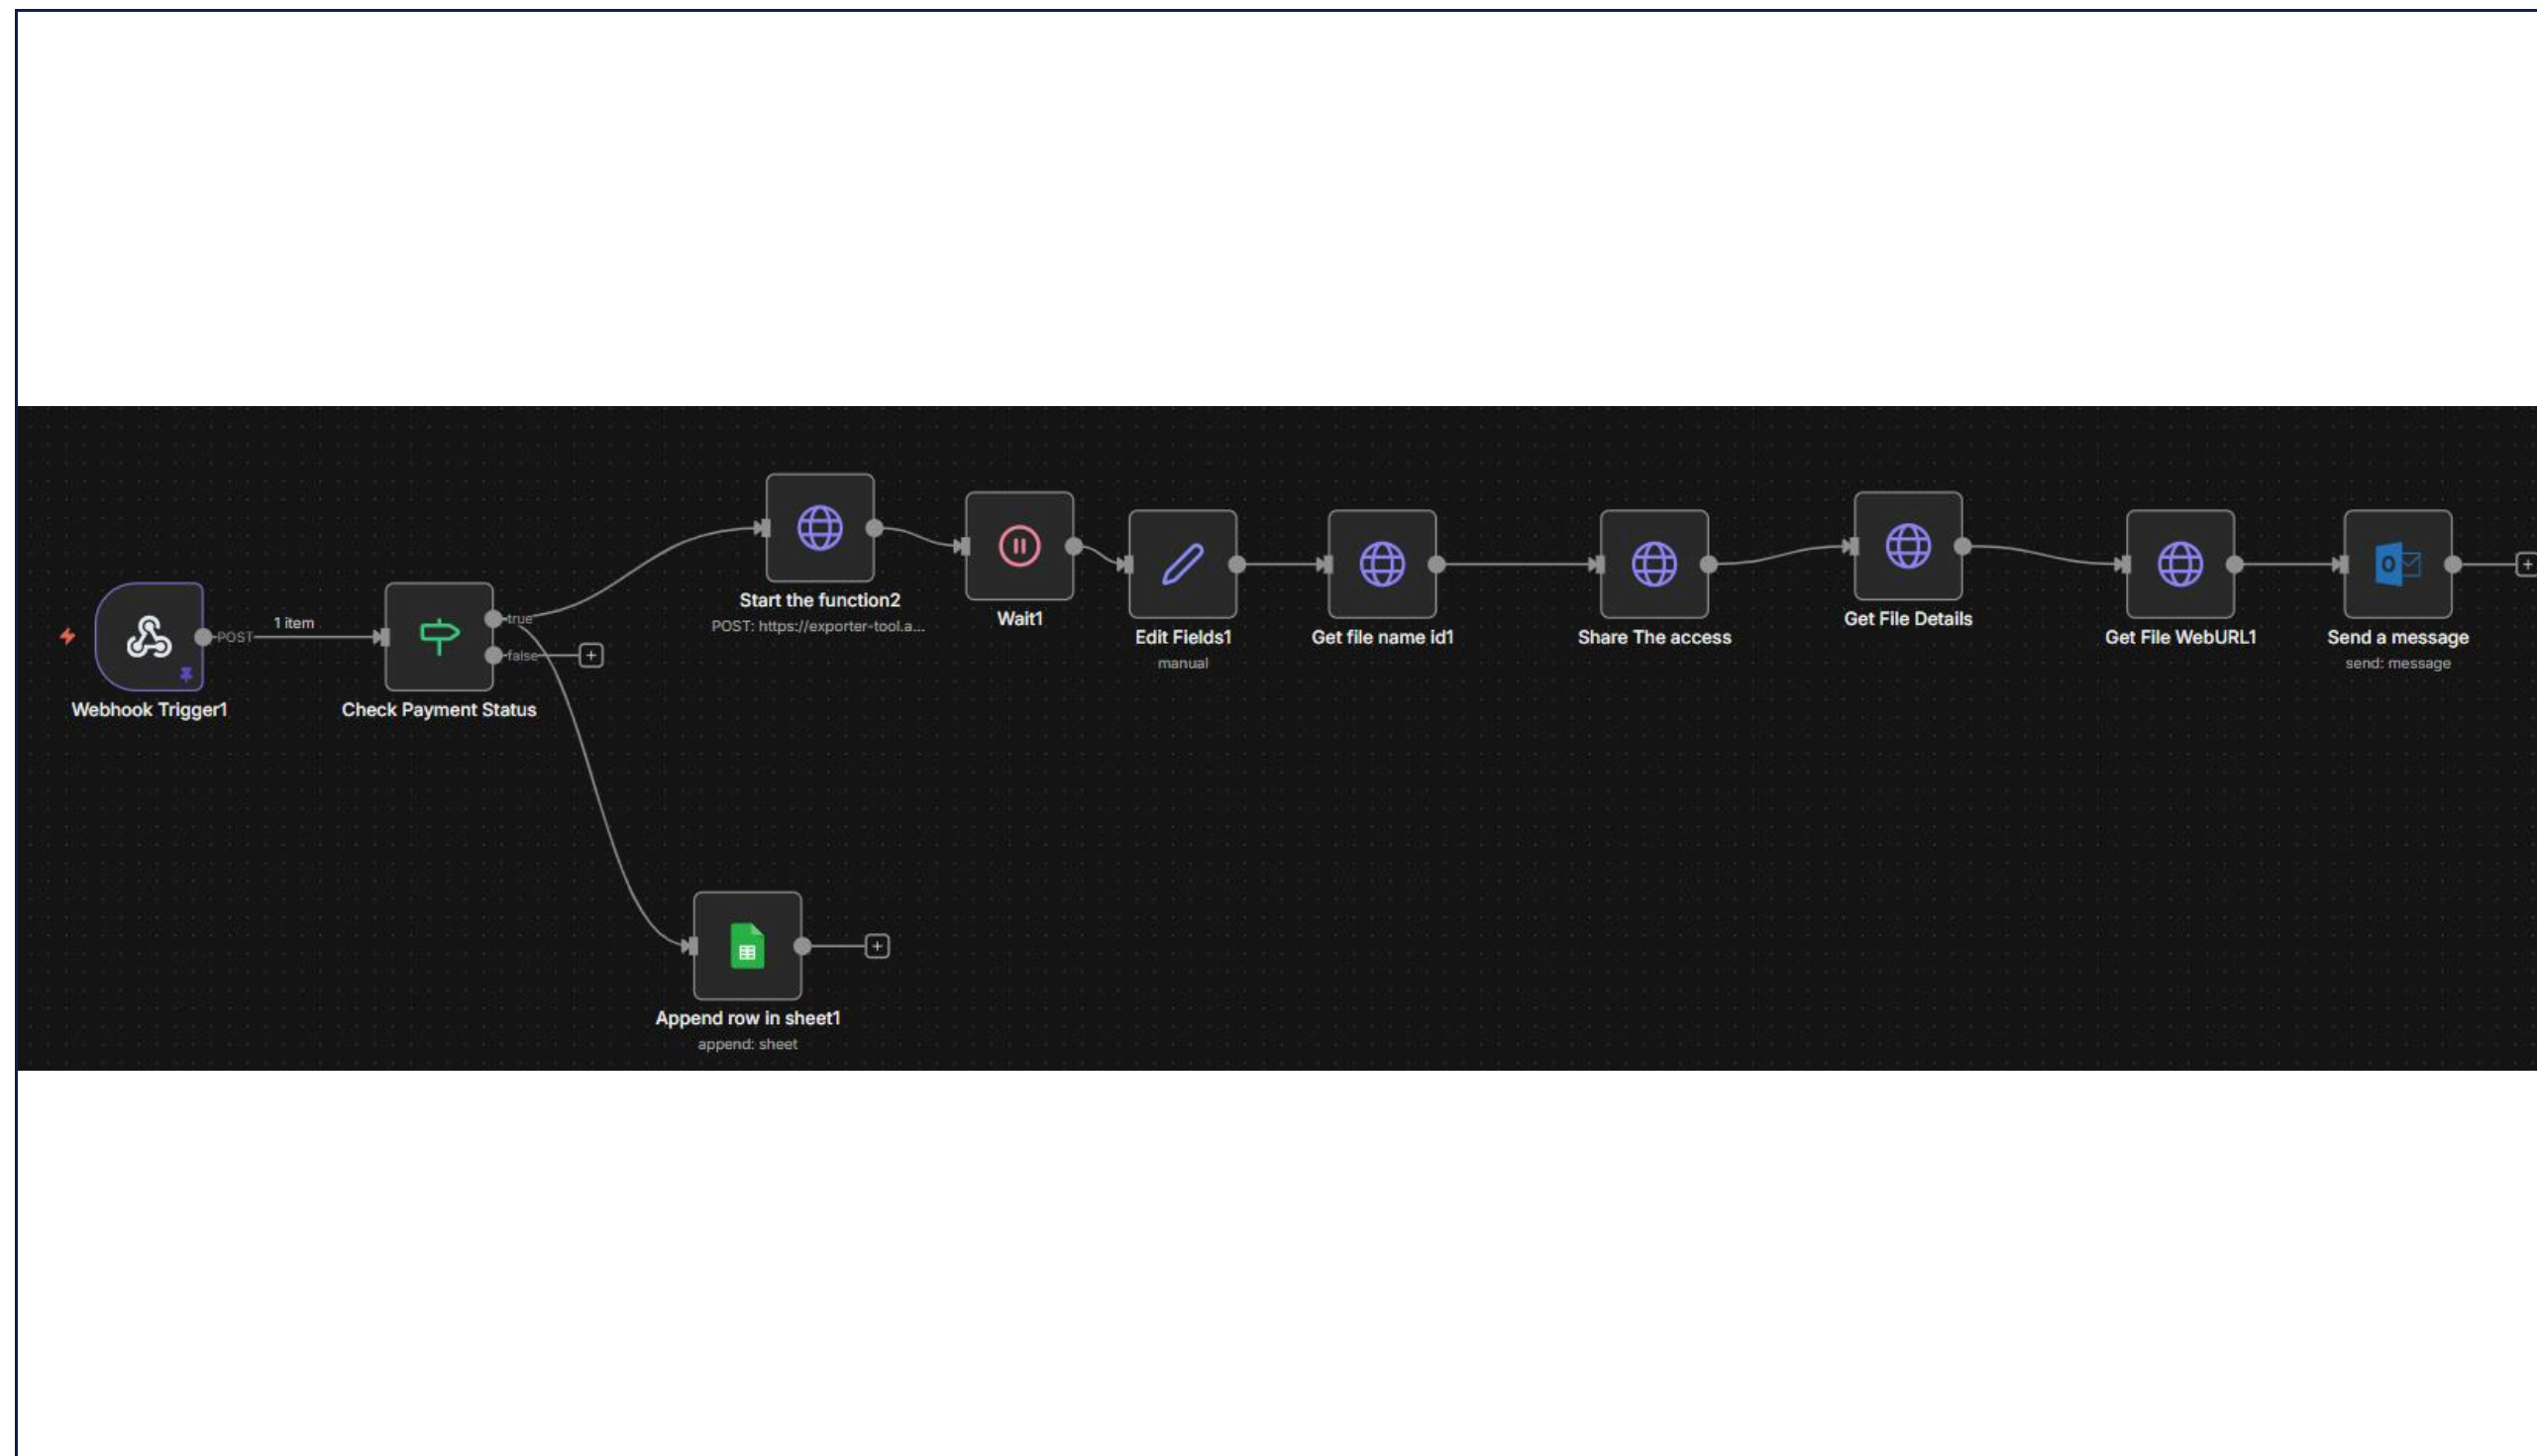 POST
1 item
Webhook Trigger1
true
false
Check Payment Status
Start the function2
POST: https://exporter-tool.a...
Wait1
Edit Fields1
manual
Get file name id1
Share The access
Get File Details
Get File WebURL1
Send a message
send: message
Append row in sheet1
append: sheet